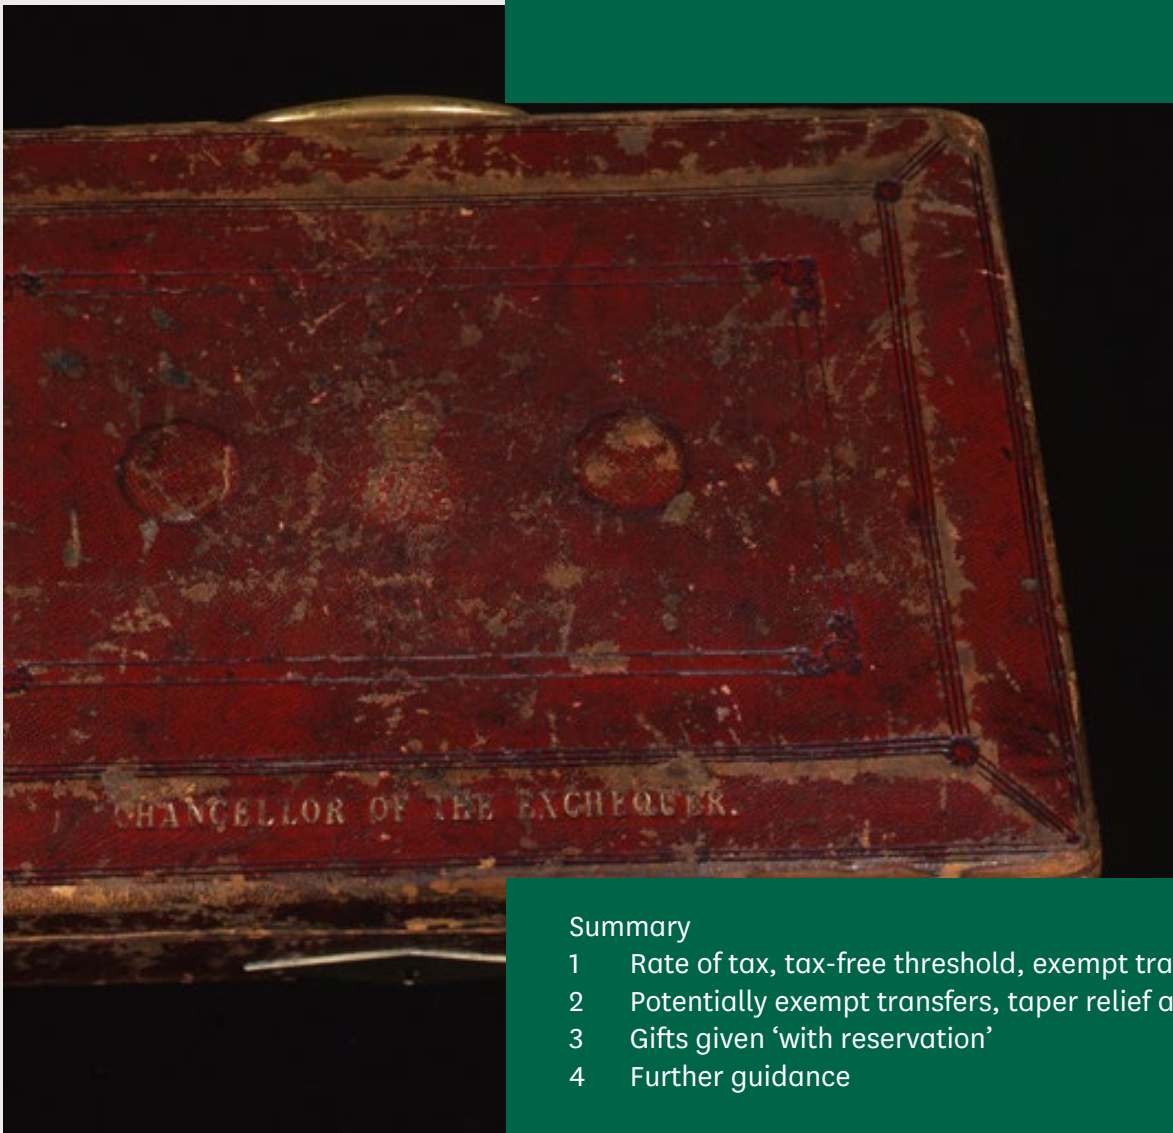 CHANCELLOR OF THE EXCHEQUER.
Summary
1 Rate of tax, tax-free threshold, exempt
2 Potentially exempt transfers, taper relief
3 Gifts given ‘with reservation’
4 Further guidance